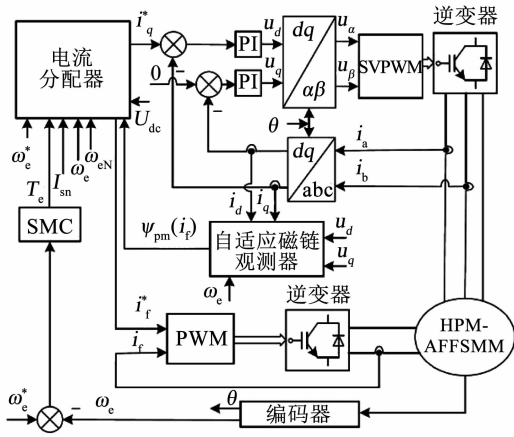 电流
分配器
i*q
PI
ud
dq
uα
逆变器
0
PI
uq
αβ
uβ
SVPWM
Udc
θ
ω*e
Te
Isn
ωe
ωeN
dq
abc
ia
ib
id
iq
SMC
ψpm(if)
自适应磁链
观测器
ud
uq
ωe
i*f
if
PWM
逆变器
HPM-
AFFSMM
ω*e
ωe
θ
编码器
−
−
−